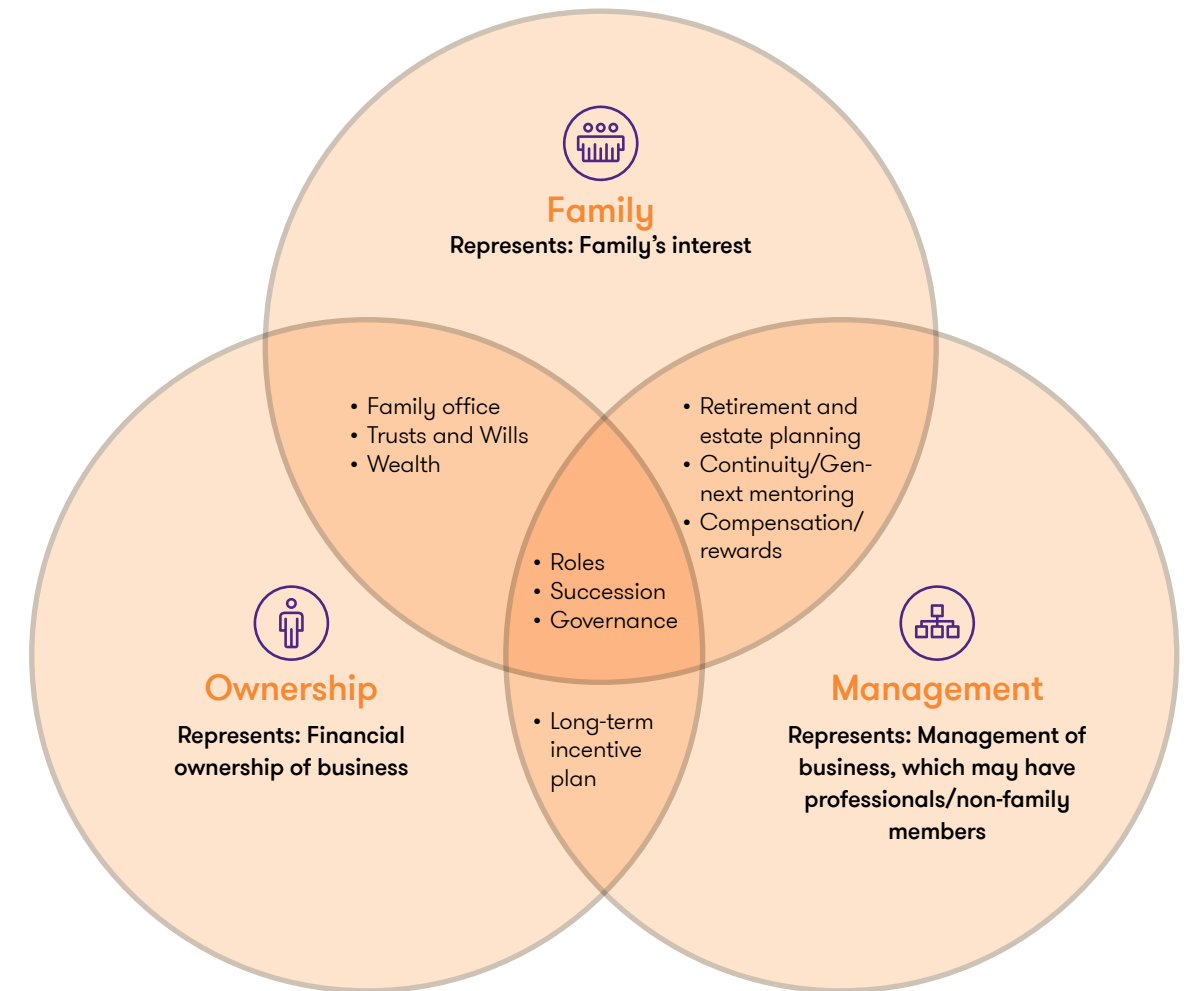 Family
Represents: Family’s interest
• Family office
• Trusts and Wills
• Wealth
• Retirement and
estate planning
• Continuity/Gen-
next mentoring
• Compensation/
rewards
• Roles
• Succession
• Governance
Ownership
Represents: Financial
ownership of business
• Long-term
incentive
plan
Management
Represents: Management of
business, which may have
professionals/non-family
members